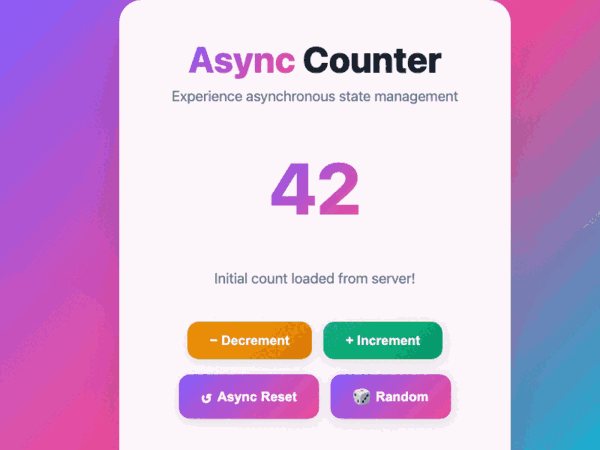 Async Counter
Experience asynchronous state management
42
Initial count loaded from server!
− Decrement
+ Increment
↺ Async Reset
🎲 Random